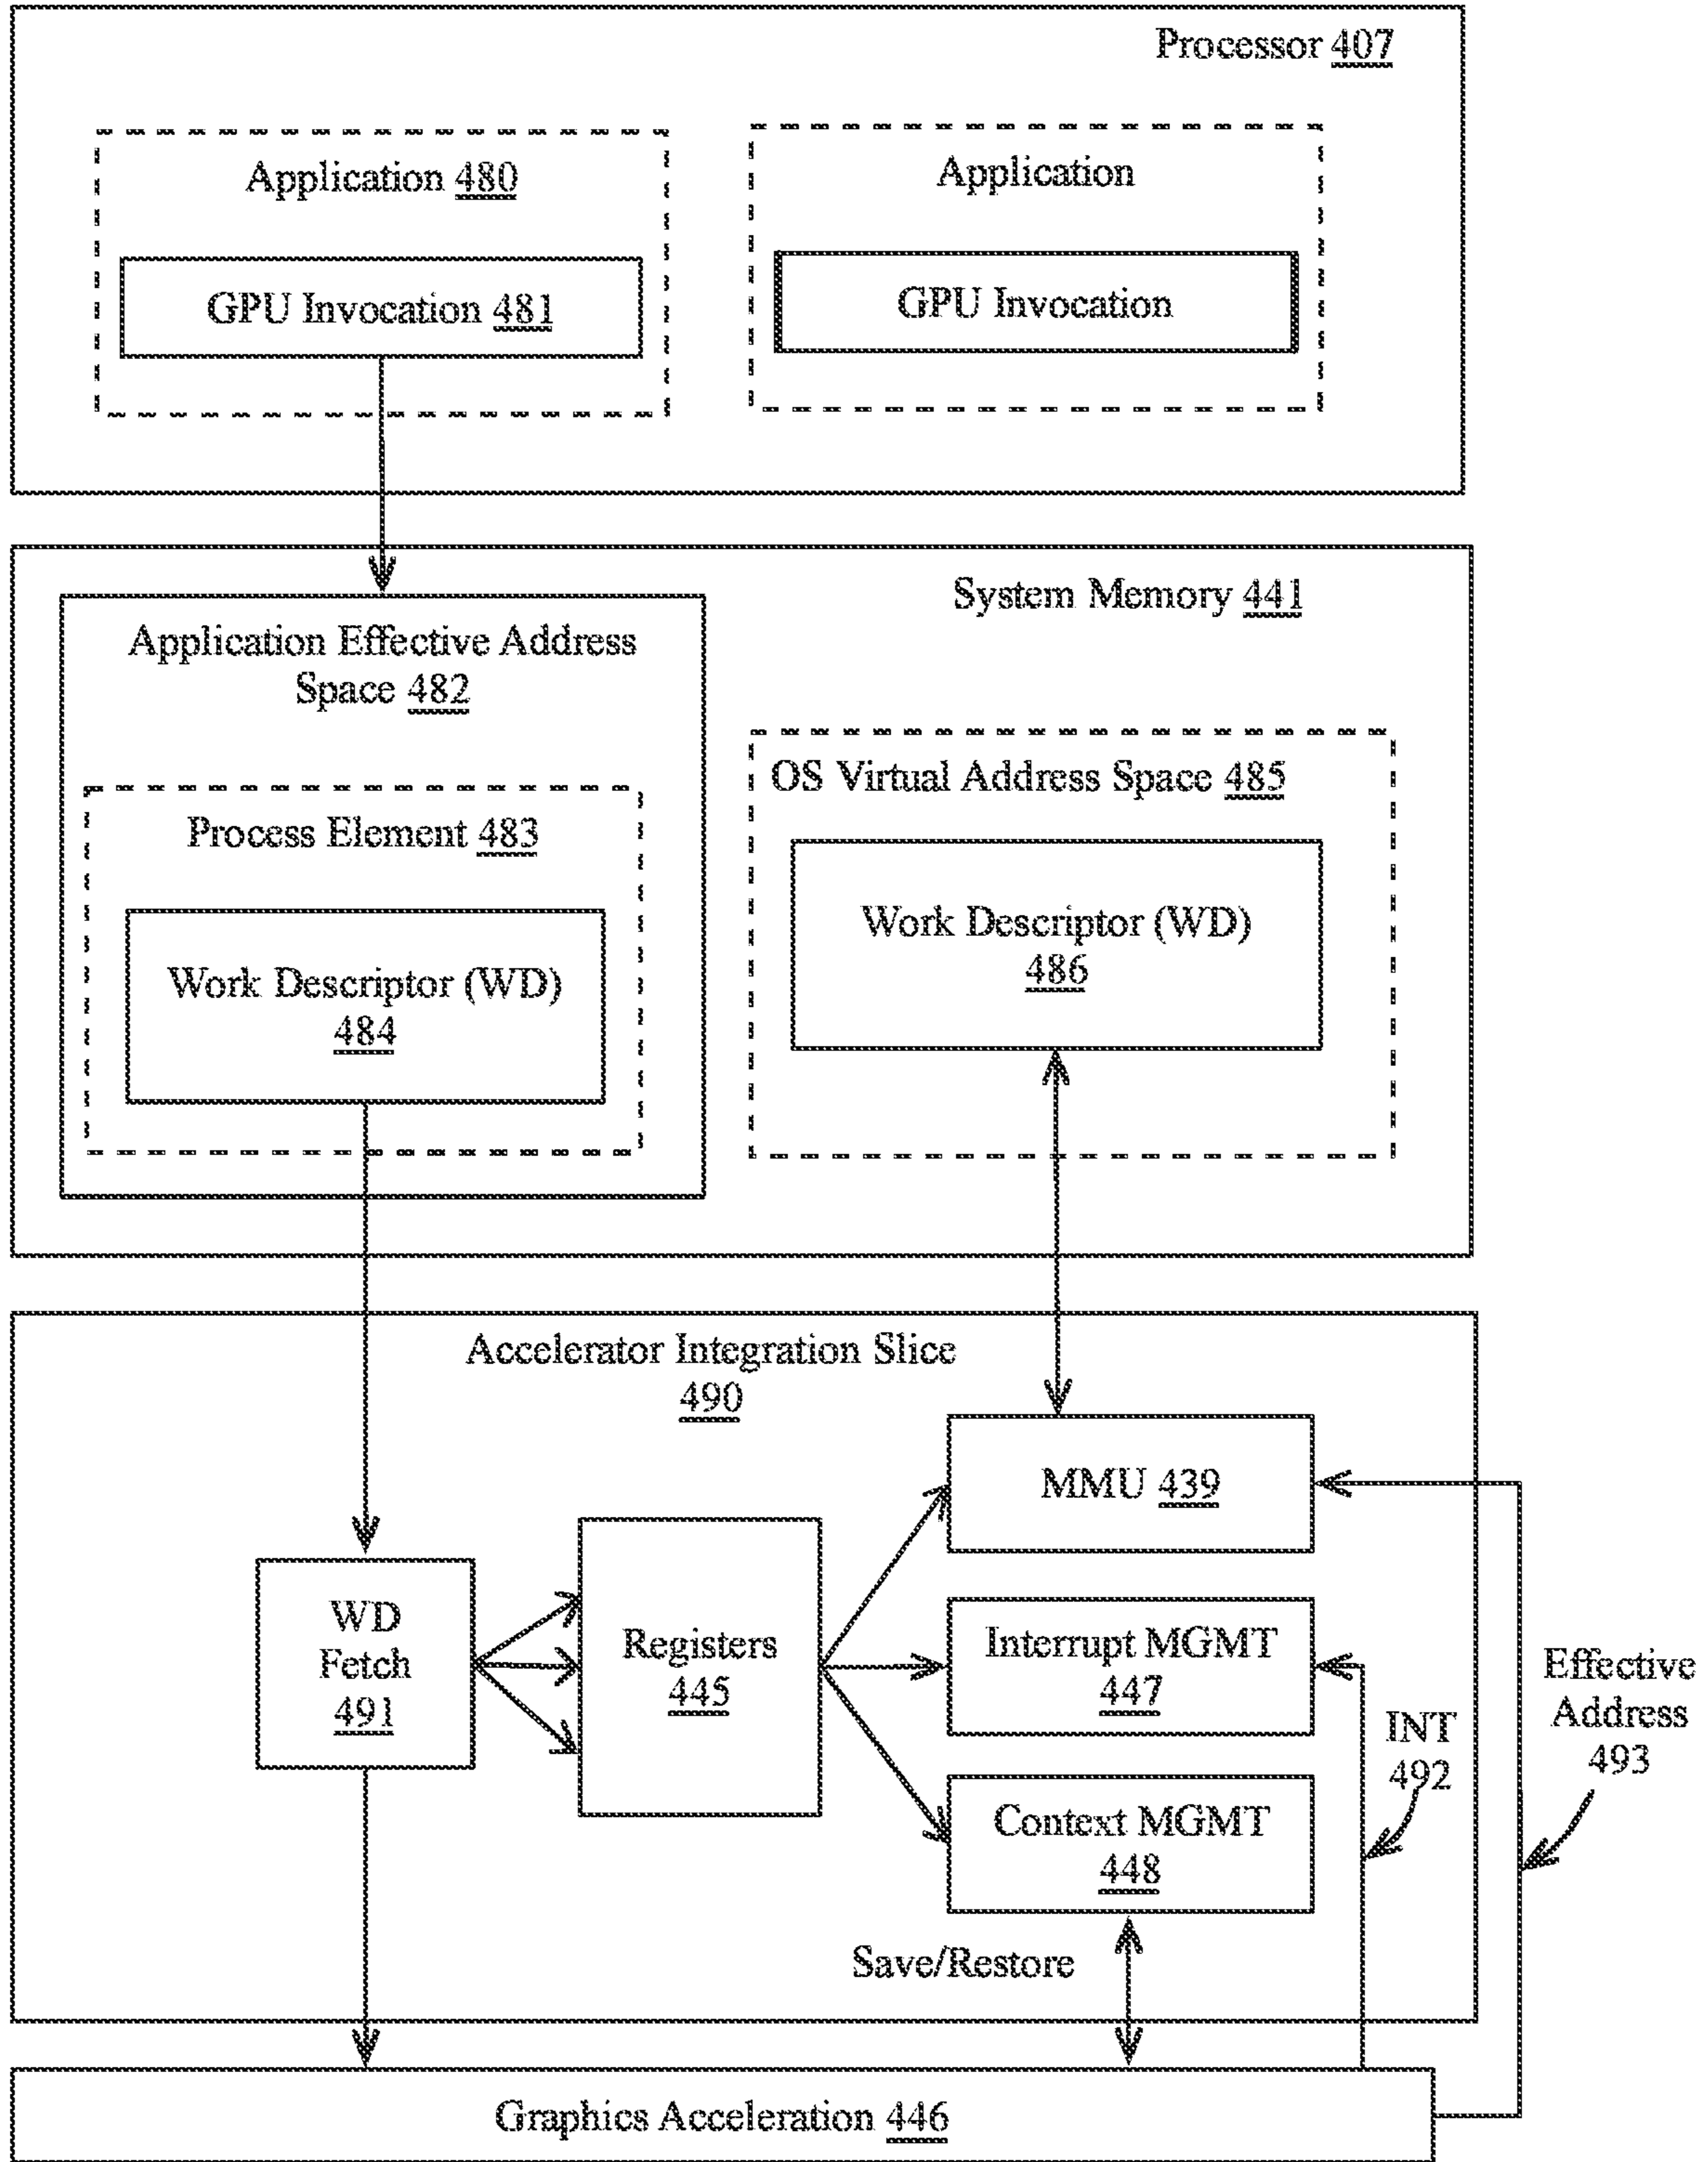 Processor 407
Application 480
Application
GPU Invocation 481
GPU Invocation
System Memory 441
Application Effective Address
Space 482
OS Virtual Address Space 485
Process Element 483
Work Descriptor (WD)
486
Work Descriptor (WD)
484
Accelerator Integration Slice
490
MMU 439
WD
Fetch
491
Registers
445
Interrupt MGMT
447
Effective
Address
493
INT
492
Context MGMT
448
Save/Restore
Graphics Acceleration 446